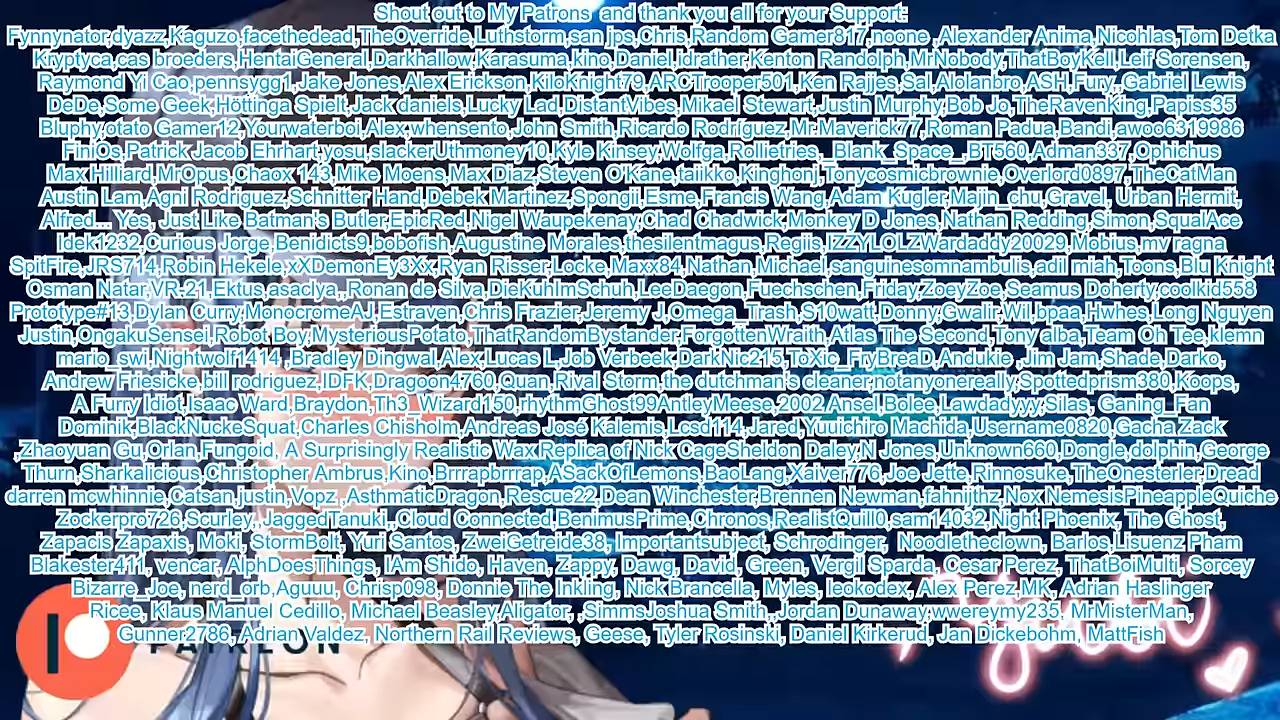 Shout out to My Patrons and thank you all for your Support:
Fynnynator,dyazz,Kaguzo,facethedead,TheOverride,Luthstorm,san jps,Chris,Random Gamer817,noone ,Alexander Anima,Nicohlas,Tom Detka
Kryptyca,cas broeders,HentaiGeneral,Darkhallow,Karasuma,kino,Daniel,idrather,Kenton Randolph,MrNobody,ThatBoyKell,Leif Sorensen,
Raymond Yi Cao,pennsygg1,Jake Jones,Alex Erickson,KiloKnight79,ARCTrooper501,Ken Rajjes,Sal,Alolanbro,ASH,Fury,,Gabriel Lewis
DeDe,Some Geek,Höttinga Spielt,Jack daniels,Lucky Lad,DistantVibes,Mikael Stewart,Justin Murphy,Bob Jo,TheRavenKing,Papiss35
Bluphy,otato Gamer12,Yourwaterboi,Alex,whensento,John Smith,Ricardo Rodríguez,Mr.Maverick77,Roman Padua,Bandl,awoo6319986
FiniOs,Patrick Jacob Ehrhart,yosu,slackerUthmoney10,Kyle Kinsey,Wolfga,Rollietries,_Blank_Space_,BT560,Adman337,Ophichus
Max Hilliard,MrOpus,Chaox 143,Mike Moens,Max Diaz,Steven O'Kane,taiikko,Kinghonj,Tonycosmicbrownie,Overlord0897,TheCatMan
Austin Lam,Agni Rodriguez,Schnitter Hand,Debek Martinez,Spongii,Esme,Francis Wang,Adam Kugler,Majin_chu,Gravel, Urban Hermit,
Alfred... Yes, Just Like Batman's Butler,EpicRed,Nigel Waupekenay,Chad Chadwick,Monkey D Jones,Nathan Redding,Simon,SqualAce
Idek1232,Curious Jorge,Benidicts9,bobofish,Augustine Morales,thesilentmagus,Regiis,IZZYLOLZWardaddy20029,Mobius,mv ragna
SpitFire,JRS714,Robin Hekele,xXDemonEy3Xx,Ryan Risser,Locke,Maxx84,Nathan,Michael,sanguinesomnambulis,adil miah,Toons,Blu Knight
Osman Natar,VR-21,Ektus,asaclya,,Ronan de Silva,DieKuhImSchuh,LeeDaegon,Fuechschen,Friday,ZoeyZoe,Seamus Doherty,coolkid558
Prototype#13,Dylan Curry,MonocromeAJ,Estraven,Chris Frazier,Jeremy J,Omega_Trash,S10watt,Donny,Gwalir,Wil,bpaa,Hwhes,Long Nguyen
Justin,OngakuSensei,Robot Boy,MysteriousPotato,ThatRandomBystander,ForgottenWraith,Atlas The Second,Tony alba,Team Oh Tee,klemn
mario_swi,Nightwolf1414 ,Bradley Dingwal,Alex,Lucas L,Job Verbeek,DarkNic215,ToXic_FryBreaD,Andukie ,Jim Jam,Shade,Darko,
Andrew Friesicke,bill rodriguez,IDFK,Dragoon4760,Quan,Rival Storm,the dutchman's cleaner,notanyonereally,Spottedprism380,Koops,
A Furry Idiot,Isaac Ward,Braydon,Th3_Wizard150,rhythmGhost99AntleyMeese,2002,Ansel,Bolee,Lawdadyyy,Silas, Ganing_Fan
Dominik,BlackNuckeSquat,Charles Chisholm,Andreas José Kalemis,Lcsd114,Jared,Yuuichiro Machida,Username0820,Gacha Zack
,Zhaoyuan Gu,Orlan,Fungoid, A Surprisingly Realistic Wax Replica of Nick CageSheldon Daley,N Jones,Unknown660,Dongle,dolphin,George
Thurn,Sharkalicious,Christopher Ambrus,Kino,Brrrapbrrrap,ASackOfLemons,BaoLang,Xaiver776,Joe Jette,Rinnosuke,TheOnesterler,Dread
darren mcwhinnie,Catsan,justin,Vopz ,AsthmaticDragon,Rescue22,Dean Winchester,Brennen Newman,fahnijthz,Nox NemesisPineappleQuiche
Zockerpro726,Scurley,,JaggedTanuki,,Cloud Connected,BenimusPrime,Chronos,RealistQuill0,sam14032,Night Phoenix, The Ghost,
Zapacis Zapaxis, Moki, StormBolt, Yuri Santos, ZweiGetreide38, Importantsubject, Schrodinger, Noodletheclown, Barlos,Lisuenz Pham
Blakester411, vencar, AlphDoesThings, IAm Shido, Haven, Zappy, Dawg, David, Green, Vergil Sparda, Cesar Perez, ThatBoiMulti, Sorcey
Bizarre_Joe, nerd_orb,Aguuu, Chrisp098, Donnie The Inkling, Nick Brancella, Myles, leokodex, Alex Perez,MK, Adrian Haslinger
Ricee, Klaus Manuel Cedillo, Michael Beasley,Aligator, ,SimmsJoshua Smith,,Jordan Dunaway,wwereymy235, MrMisterMan,
Gunner2786, Adrian Valdez, Northern Rail Reviews, Geese, Tyler Rosinski, Daniel Kirkerud, Jan Dickebohm, MattFish
PATREON